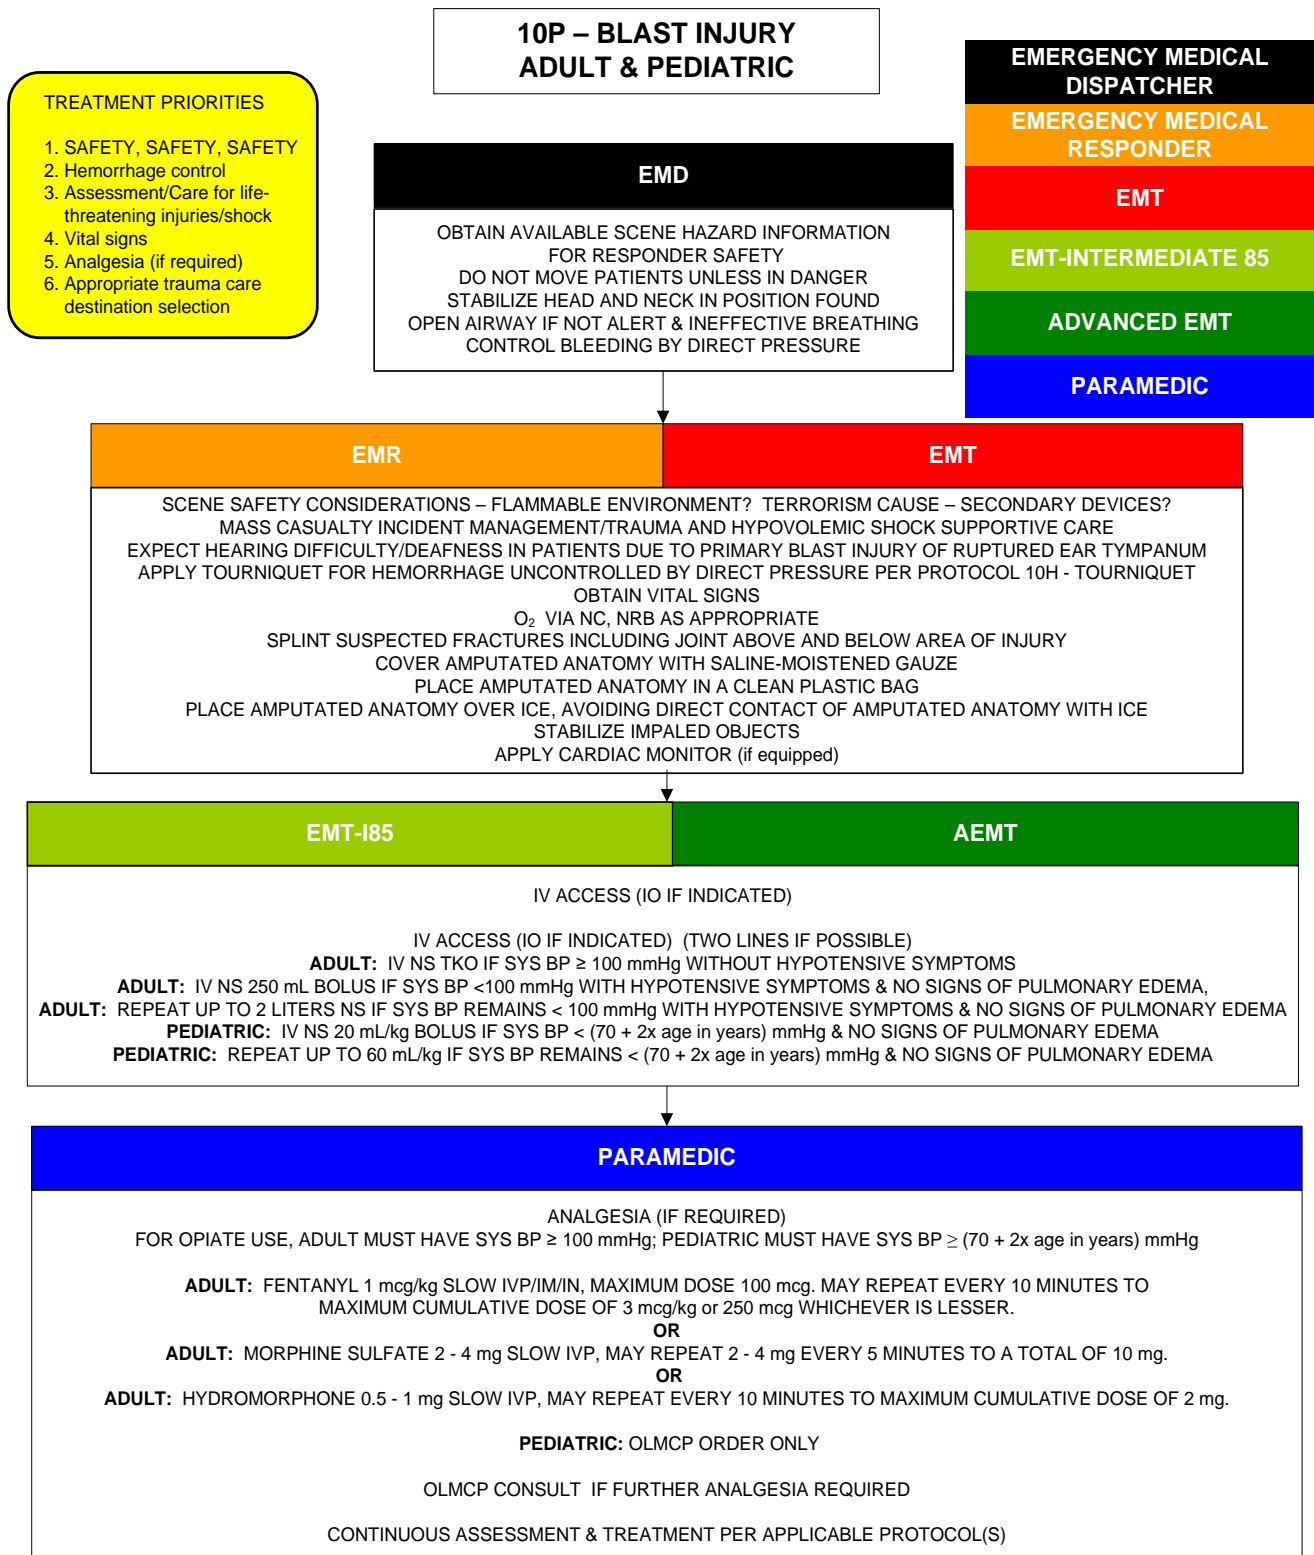 10P – BLAST INJURY
ADULT & PEDIATRIC
TREATMENT PRIORITIES
1. SAFETY, SAFETY, SAFETY
2. Hemorrhage control
3. Assessment/Care for life-
threatening injuries/shock
4. Vital signs
5. Analgesia (if required)
6. Appropriate trauma care
destination selection
EMERGENCY MEDICAL
DISPATCHER
EMERGENCY MEDICAL
RESPONDER
EMT
EMT-INTERMEDIATE 85
ADVANCED EMT
PARAMEDIC
EMD
OBTAIN AVAILABLE SCENE HAZARD INFORMATION
FOR RESPONDER SAFETY
DO NOT MOVE PATIENTS UNLESS IN DANGER
STABILIZE HEAD AND NECK IN POSITION FOUND
OPEN AIRWAY IF NOT ALERT & INEFFECTIVE BREATHING
CONTROL BLEEDING BY DIRECT PRESSURE
EMR
EMT
SCENE SAFETY CONSIDERATIONS – FLAMMABLE ENVIRONMENT? TERRORISM CAUSE – SECONDARY DEVICES?
MASS CASUALTY INCIDENT MANAGEMENT/TRAUMA AND HYPOVOLEMIC SHOCK SUPPORTIVE CARE
EXPECT HEARING DIFFICULTY/DEAFNESS IN PATIENTS DUE TO PRIMARY BLAST INJURY OF RUPTURED EAR TYMPANUM
APPLY TOURNIQUET FOR HEMORRHAGE UNCONTROLLED BY DIRECT PRESSURE PER PROTOCOL 10H - TOURNIQUET
OBTAIN VITAL SIGNS
O₂ VIA NC, NRB AS APPROPRIATE
SPLINT SUSPECTED FRACTURES INCLUDING JOINT ABOVE AND BELOW AREA OF INJURY
COVER AMPUTATED ANATOMY WITH SALINE-MOISTENED GAUZE
PLACE AMPUTATED ANATOMY IN A CLEAN PLASTIC BAG
PLACE AMPUTATED ANATOMY OVER ICE, AVOIDING DIRECT CONTACT OF AMPUTATED ANATOMY WITH ICE
STABILIZE IMPALED OBJECTS
APPLY CARDIAC MONITOR (if equipped)
EMT-I85
AEMT
IV ACCESS (IO IF INDICATED)
IV ACCESS (IO IF INDICATED) (TWO LINES IF POSSIBLE)
ADULT: IV NS TKO IF SYS BP ≥ 100 mmHg WITHOUT HYPOTENSIVE SYMPTOMS
ADULT: IV NS 250 mL BOLUS IF SYS BP <100 mmHg WITH HYPOTENSIVE SYMPTOMS & NO SIGNS OF PULMONARY EDEMA,
ADULT: REPEAT UP TO 2 LITERS NS IF SYS BP REMAINS < 100 mmHg WITH HYPOTENSIVE SYMPTOMS & NO SIGNS OF PULMONARY EDEMA
PEDIATRIC: IV NS 20 mL/kg BOLUS IF SYS BP < (70 + 2x age in years) mmHg & NO SIGNS OF PULMONARY EDEMA
PEDIATRIC: REPEAT UP TO 60 mL/kg IF SYS BP REMAINS < (70 + 2x age in years) mmHg & NO SIGNS OF PULMONARY EDEMA
PARAMEDIC
ANALGESIA (IF REQUIRED)
FOR OPIATE USE, ADULT MUST HAVE SYS BP ≥ 100 mmHg; PEDIATRIC MUST HAVE SYS BP ≥ (70 + 2x age in years) mmHg
ADULT: FENTANYL 1 mcg/kg SLOW IVP/IM/IN, MAXIMUM DOSE 100 mcg. MAY REPEAT EVERY 10 MINUTES TO
MAXIMUM CUMULATIVE DOSE OF 3 mcg/kg or 250 mcg WHICHEVER IS LESSER.
OR
ADULT: MORPHINE SULFATE 2 - 4 mg SLOW IVP, MAY REPEAT 2 - 4 mg EVERY 5 MINUTES TO A TOTAL OF 10 mg.
OR
ADULT: HYDROMORPHONE 0.5 - 1 mg SLOW IVP, MAY REPEAT EVERY 10 MINUTES TO MAXIMUM CUMULATIVE DOSE OF 2 mg.
PEDIATRIC: OLMCP ORDER ONLY
OLMCP CONSULT IF FURTHER ANALGESIA REQUIRED
CONTINUOUS ASSESSMENT & TREATMENT PER APPLICABLE PROTOCOL(S)